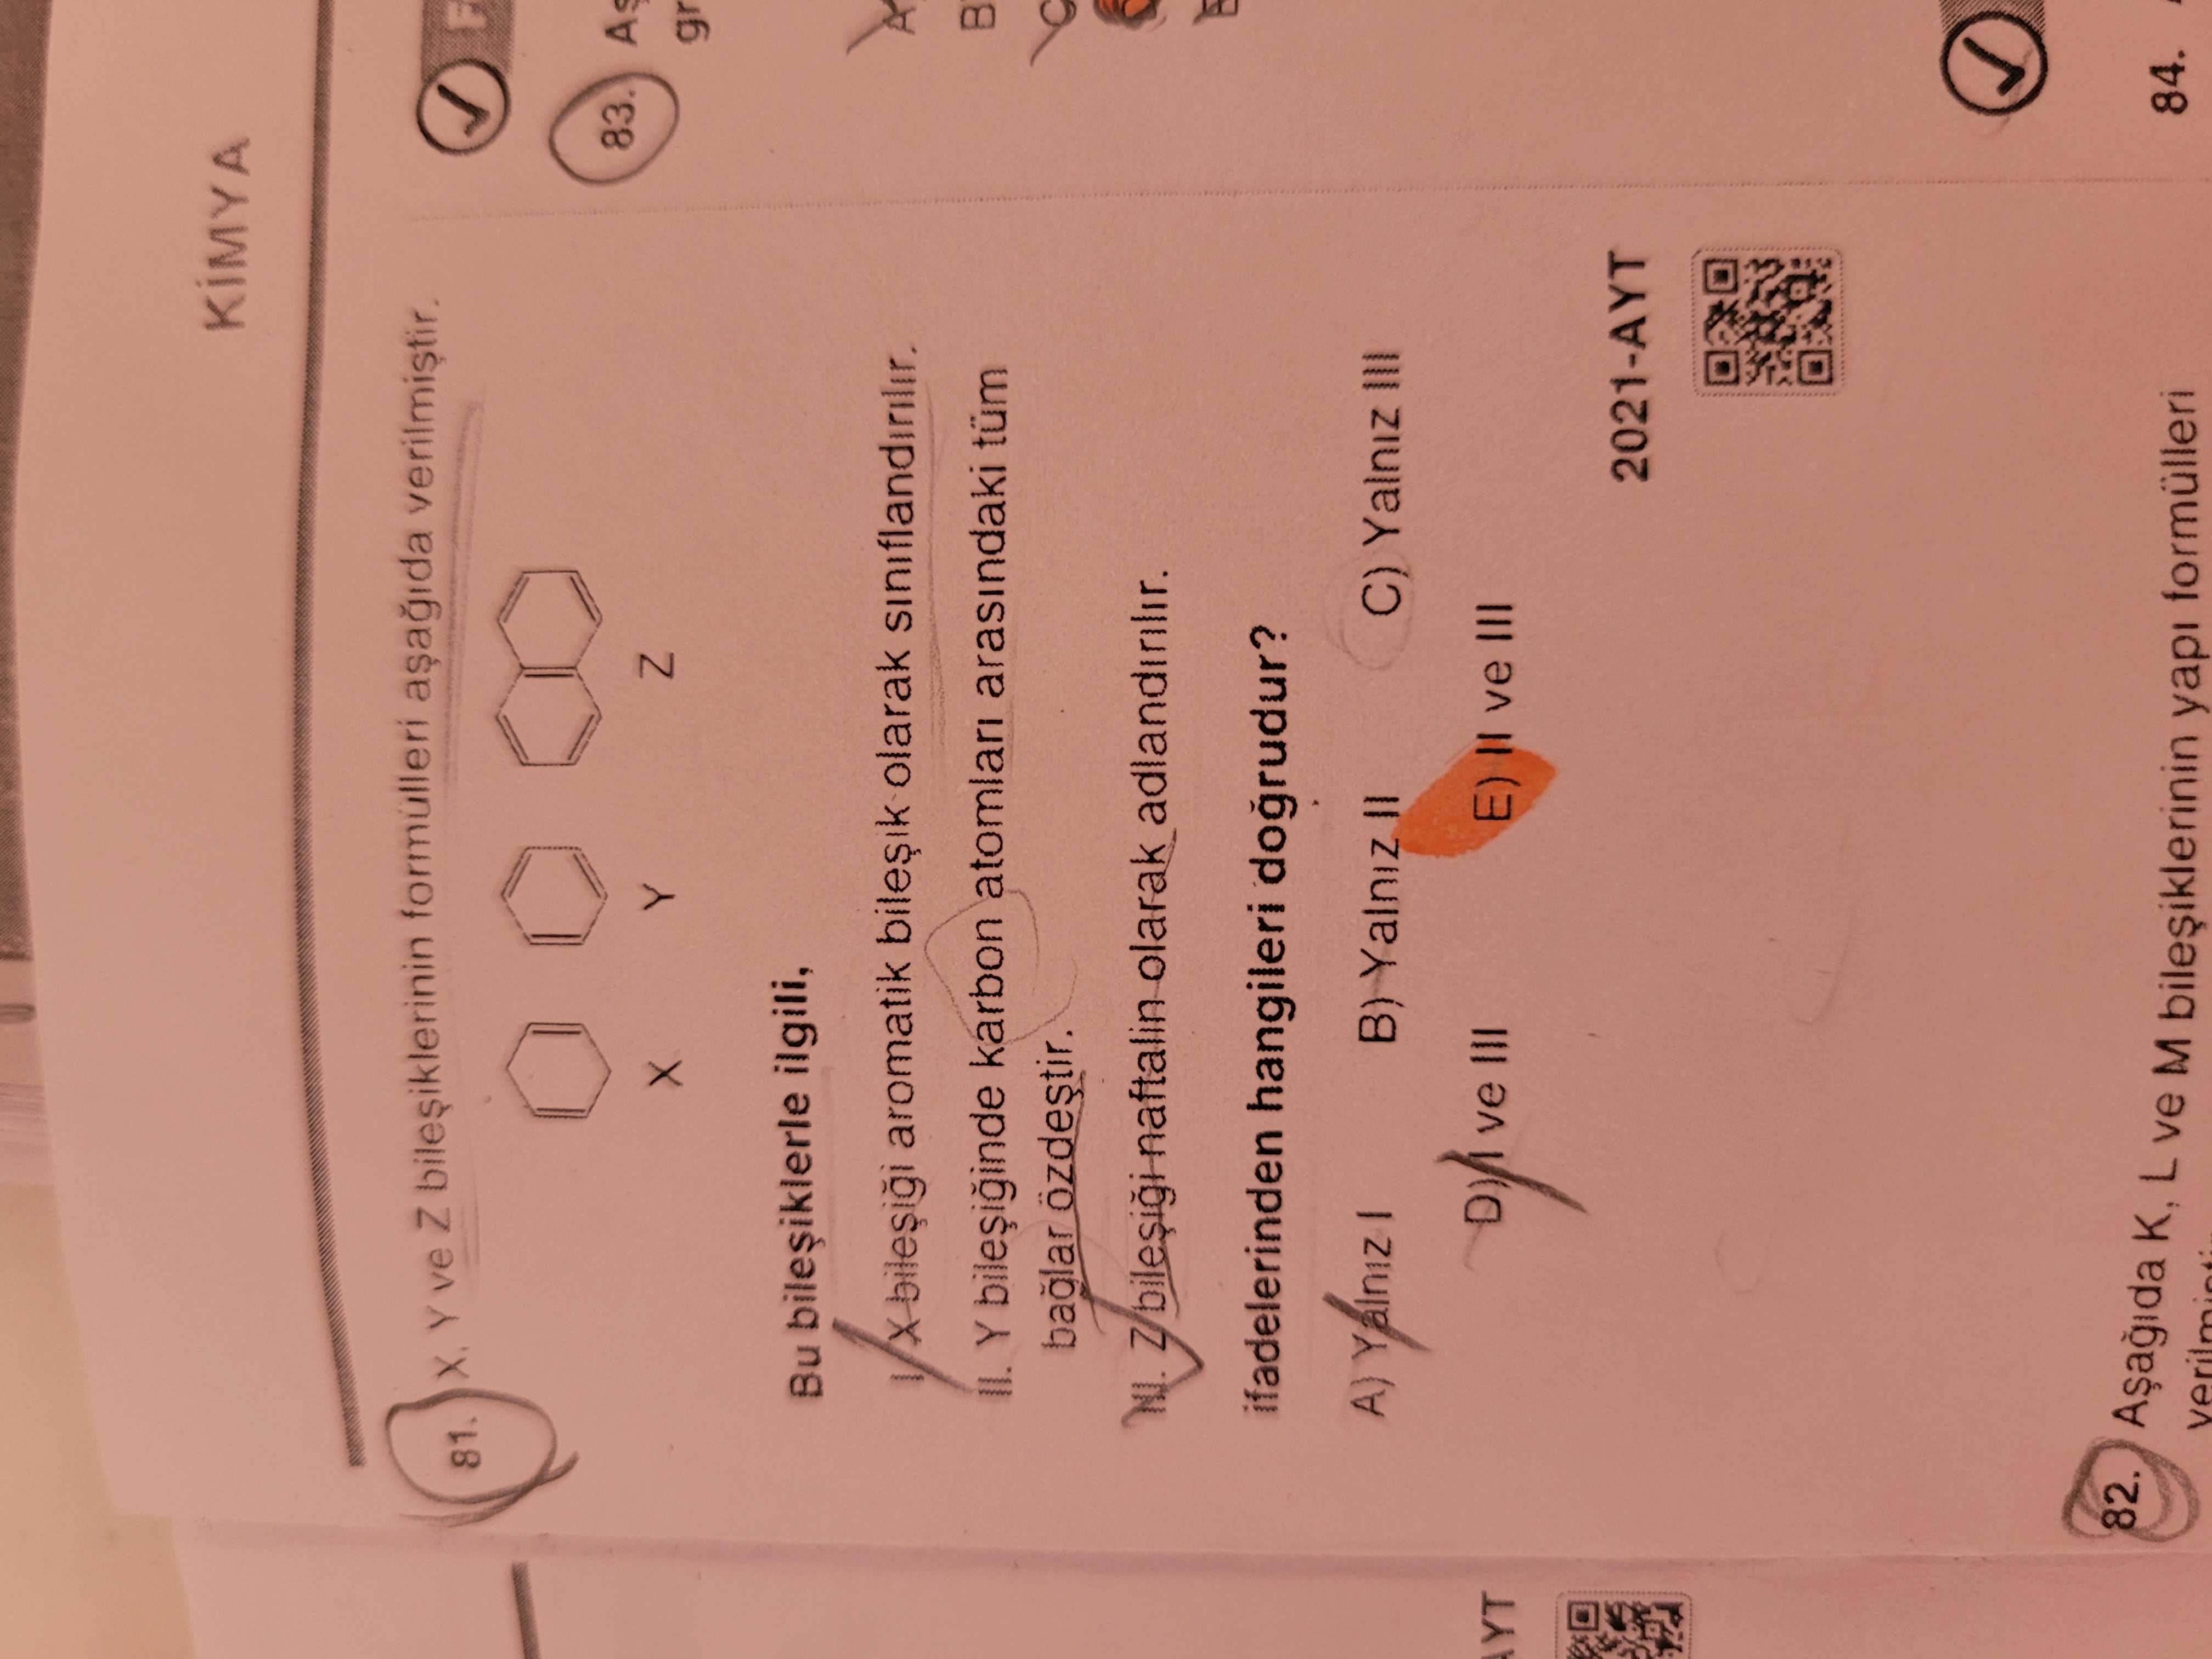 KİMYA
81. X, Y ve Z bileşiklerinin formülleri aşağıda verilmiştir.
X Y Z
Bu bileşiklerle ilgili,
I. X bileşiği aromatik bileşik olarak sınıflandırılır.
II. Y bileşiğinde karbon atomları arasındaki tüm
bağlar özdeştir.
III. Z bileşiği naftalin olarak adlandırılır.
ifadelerinden hangileri doğrudur?
A) Yalnız I B) Yalnız II C) Yalnız III
D) I ve III E) II ve III
2021-AYT
82. Aşağıda K, L ve M bileşiklerinin yapı formülleri
83. Aş
gr
A
B
C
E
84.
AYT